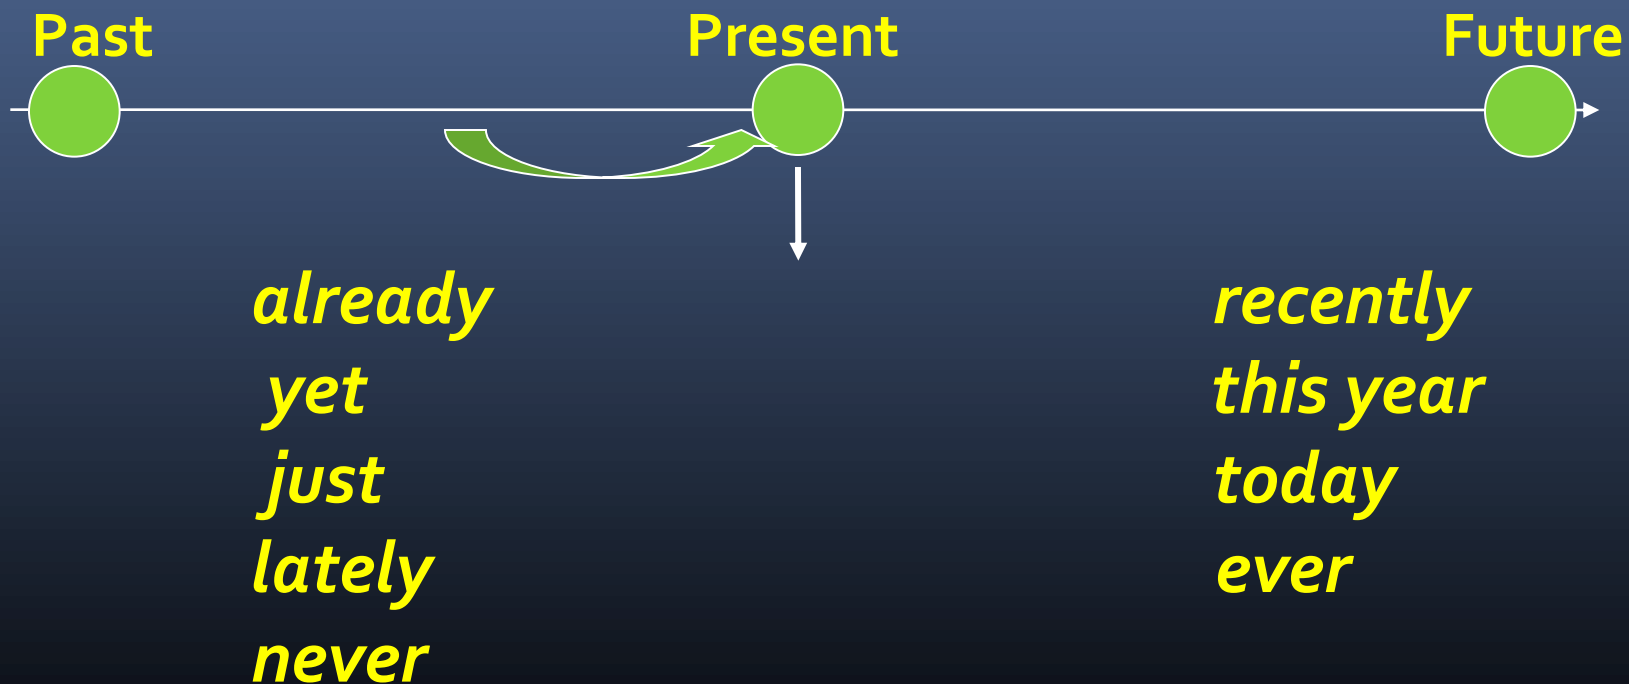 Past Present Future
already
yet
just
lately
never
recently
this year
today
ever